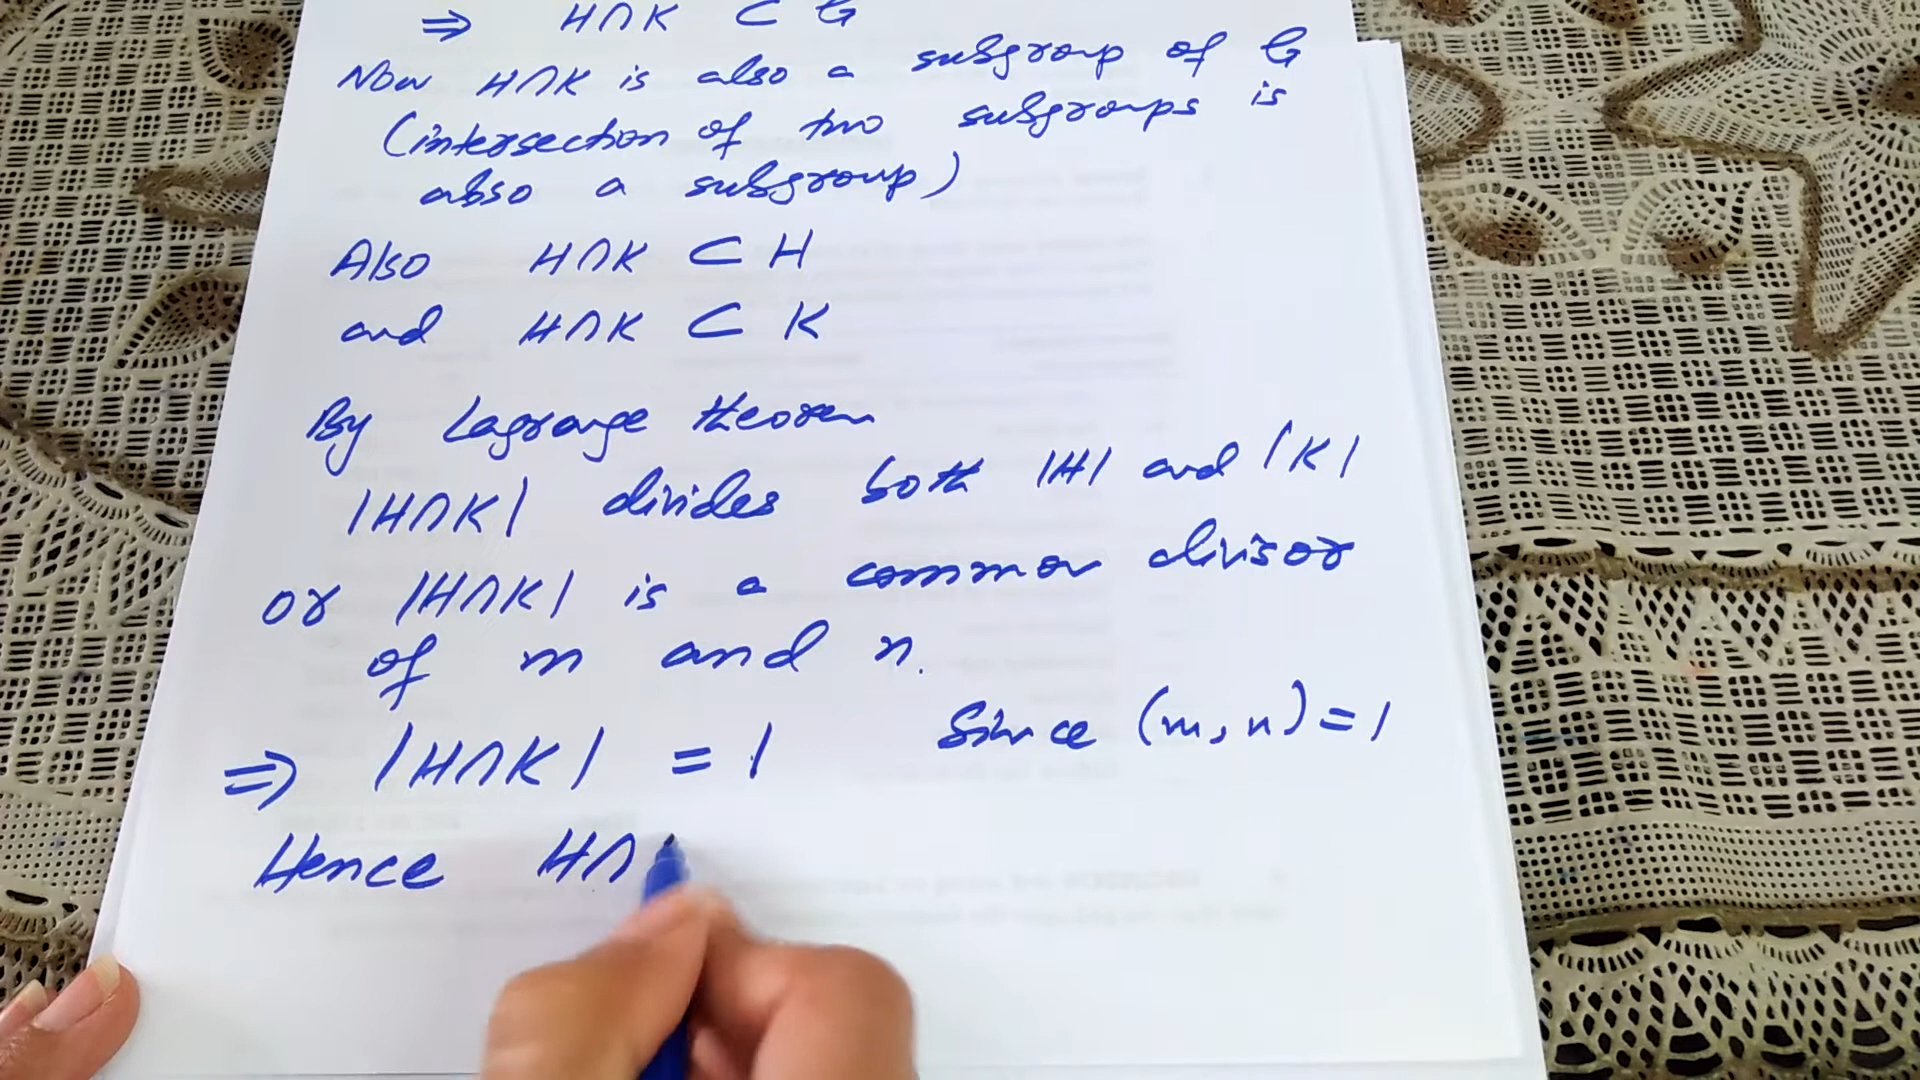 ⇒ H∩K ⊂ G
Now H∩K is also a subgroup of G
(intersection of two subgroups is
also a subgroup)
Also H∩K ⊂ H
and H∩K ⊂ K
By Lagrange theorem
|H∩K| divides both |H| and |K|
or |H∩K| is a common divisor
of m and n.
⇒ |H∩K| = 1 Since (m, n) = 1
Hence H∩